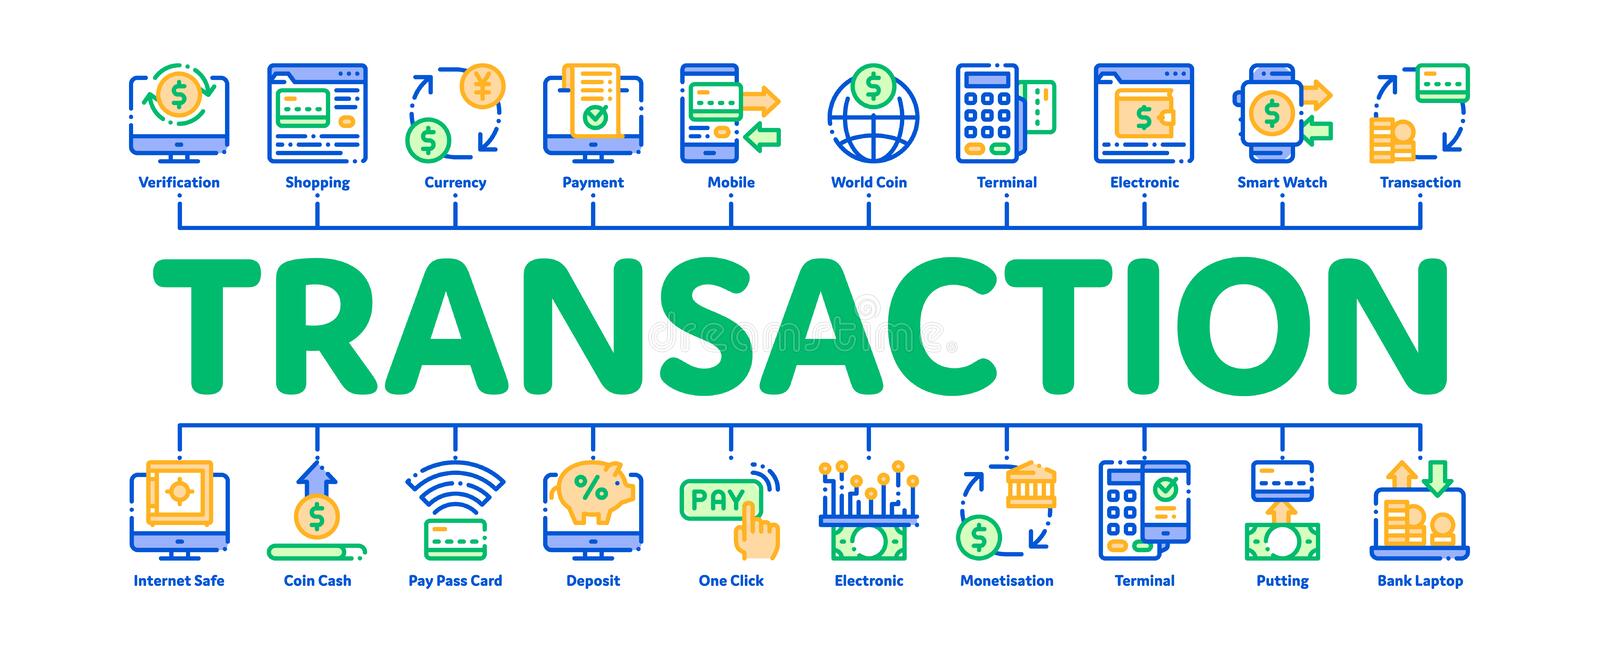 Verification Shopping Currency Payment Mobile World Coin Terminal Electronic Smart Watch Transaction
TRANSACTION
PAY
Internet Safe Coin Cash Pay Pass Card Deposit One Click Electronic Monetisation Terminal Putting Bank Laptop